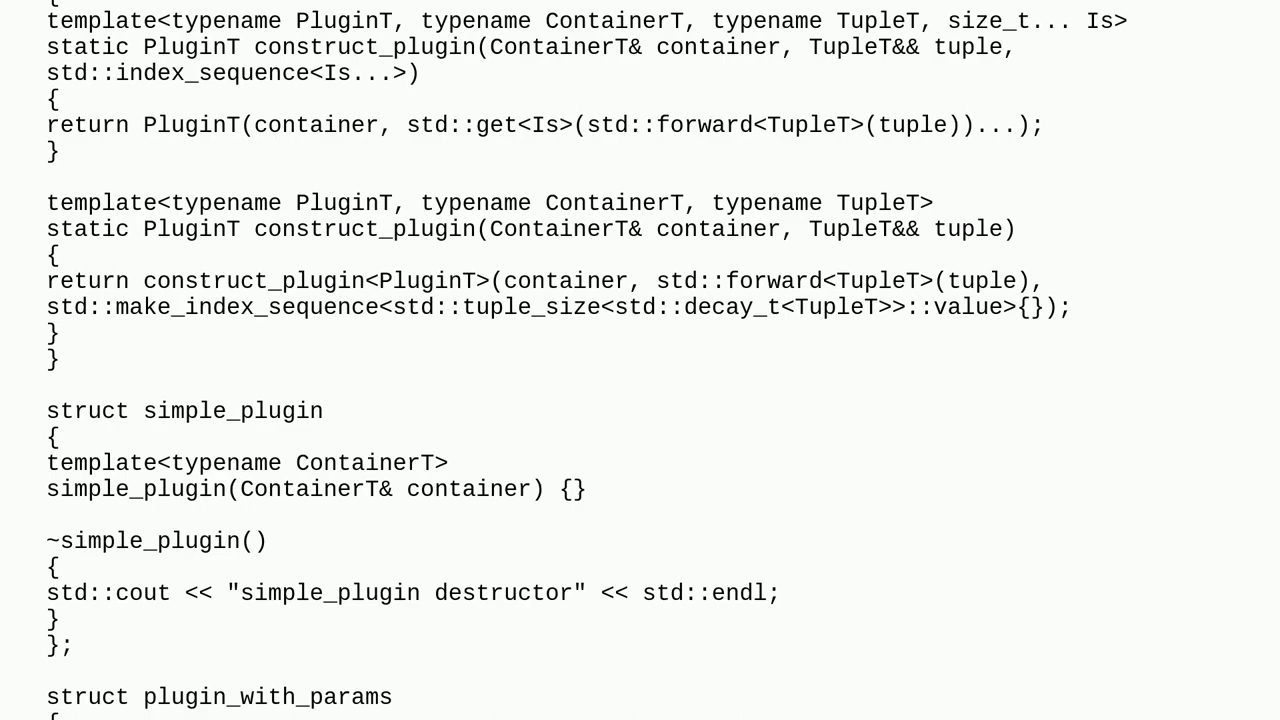 {
template<typename PluginT, typename ContainerT, typename TupleT, size_t... Is>
static PluginT construct_plugin(ContainerT& container, TupleT&& tuple,
std::index_sequence<Is...>)
{
return PluginT(container, std::get<Is>(std::forward<TupleT>(tuple))...);
}

template<typename PluginT, typename ContainerT, typename TupleT>
static PluginT construct_plugin(ContainerT& container, TupleT&& tuple)
{
return construct_plugin<PluginT>(container, std::forward<TupleT>(tuple),
std::make_index_sequence<std::tuple_size<std::decay_t<TupleT>>::value>{});
}
}

struct simple_plugin
{
template<typename ContainerT>
simple_plugin(ContainerT& container) {}

~simple_plugin()
{
std::cout << "simple_plugin destructor" << std::endl;
}
};

struct plugin_with_params
{